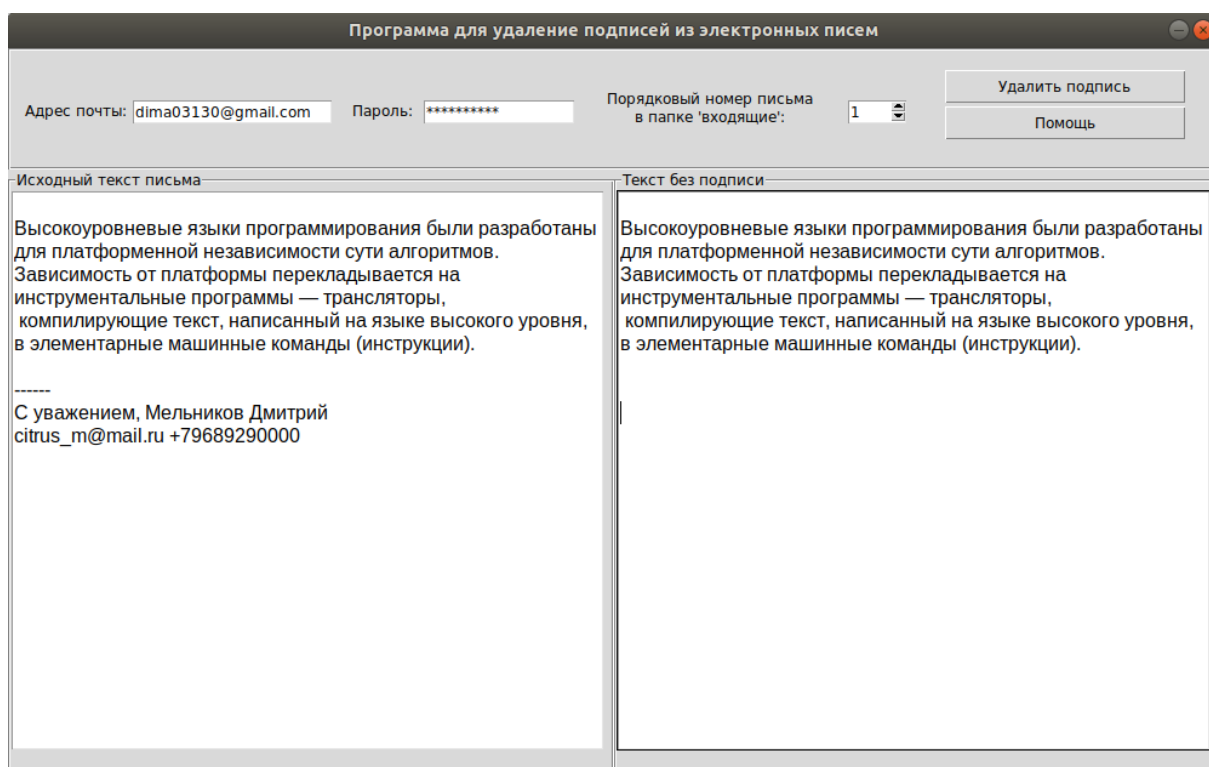 Программа для удаление подписей из электронных писем
Адрес почты: dima03130@gmail.com Пароль: ********** Порядковый номер письма
в папке 'входящие': 1
Удалить подпись
Помощь
Исходный текст письма
Высокоуровневые языки программирования были разработаны
для платформенной независимости сути алгоритмов.
Зависимость от платформы перекладывается на
инструментальные программы — трансляторы,
компилирующие текст, написанный на языке высокого уровня,
в элементарные машинные команды (инструкции).
------
С уважением, Мельников Дмитрий
citrus_m@mail.ru +79689290000
Текст без подписи
Высокоуровневые языки программирования были разработаны
для платформенной независимости сути алгоритмов.
Зависимость от платформы перекладывается на
инструментальные программы — трансляторы,
компилирующие текст, написанный на языке высокого уровня,
в элементарные машинные команды (инструкции).